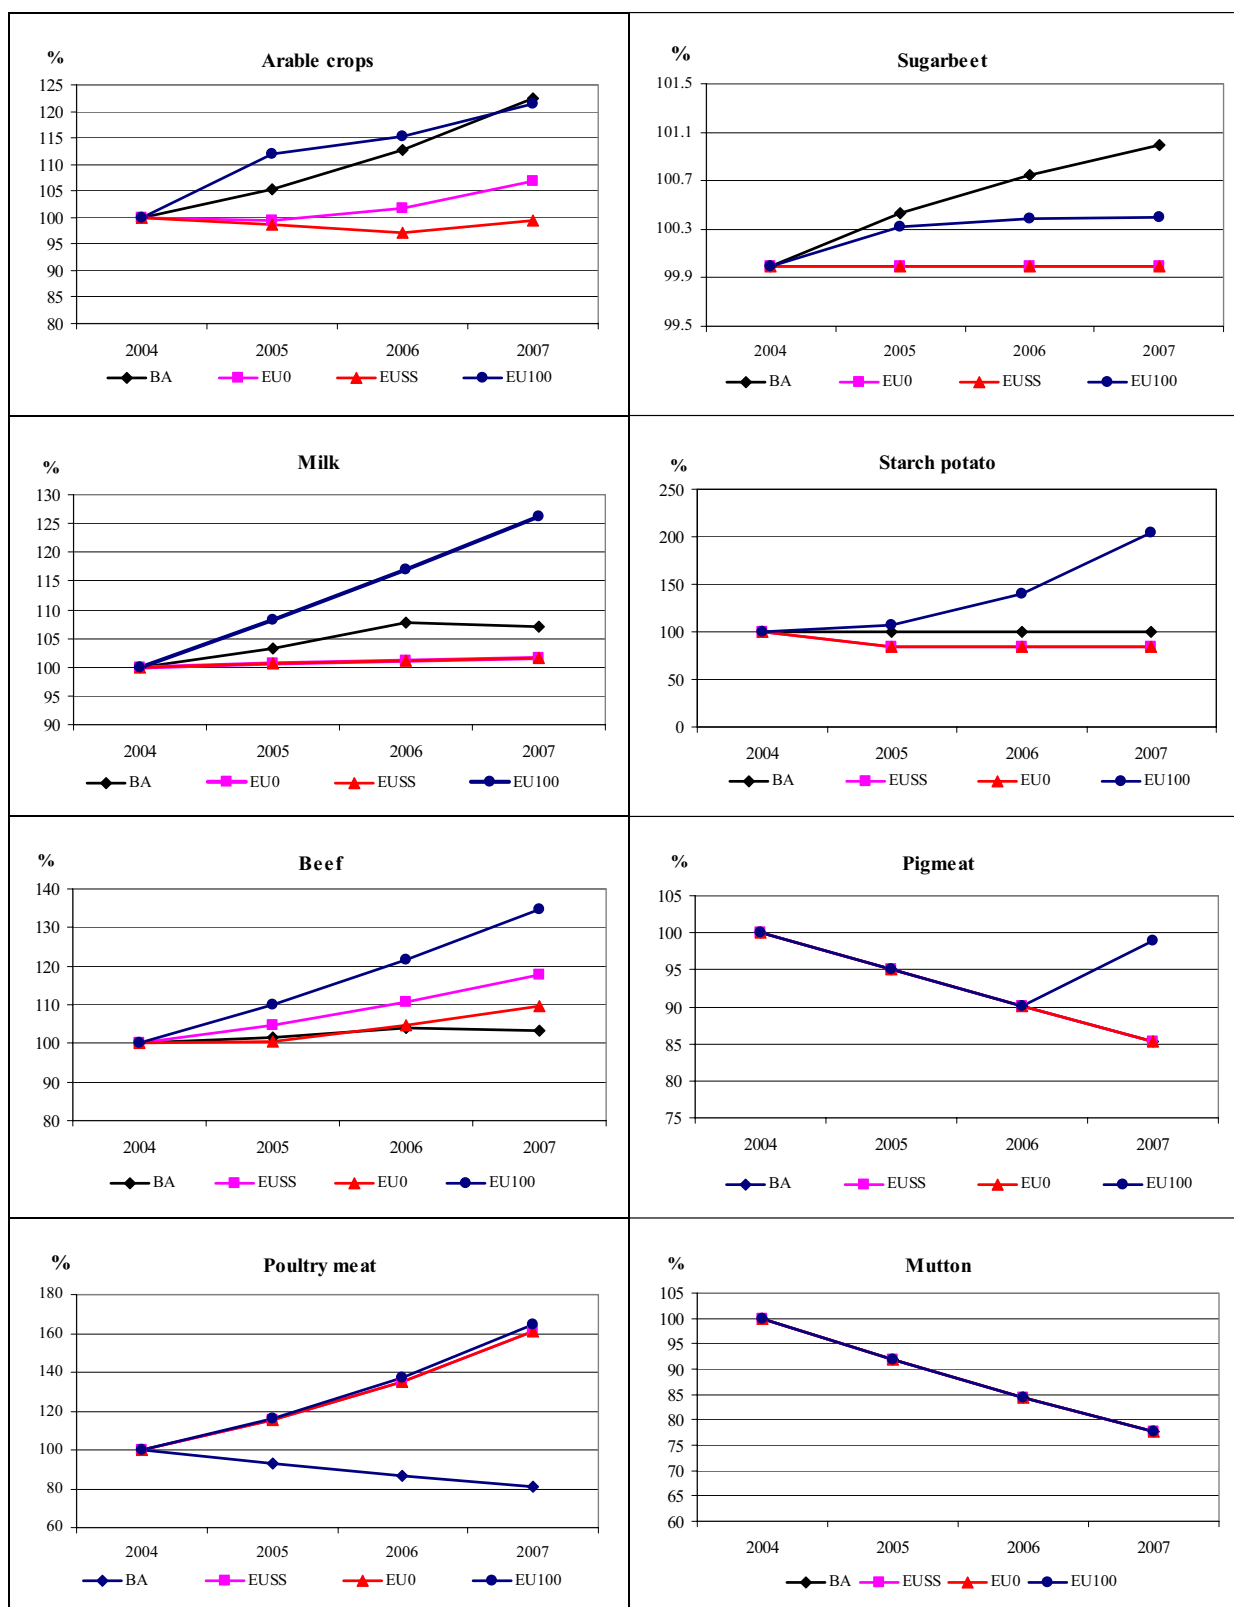 %
Arable crops
125
120
115
110
105
100
95
90
85
80
2004 2005 2006 2007
BA EU0 EUSS EU100
%
Sugarbeet
101.5
101.1
100.7
100.3
99.9
99.5
2004 2005 2006 2007
BA EU0 EUSS EU100
%
Milk
130
125
120
115
110
105
100
95
90
2004 2005 2006 2007
BA EU0 EUSS EU100
%
Starch potato
250
200
150
100
50
0
2004 2005 2006 2007
BA EUSS EU0 EU100
%
Beef
140
130
120
110
100
90
80
2004 2005 2006 2007
BA EUSS EU0 EU100
%
Pigmeat
105
100
95
90
85
80
75
2004 2005 2006 2007
BA EUSS EU0 EU100
%
Poultry meat
180
160
140
120
100
80
60
2004 2005 2006 2007
BA EUSS EU0 EU100
%
Mutton
105
100
95
90
85
80
75
70
65
60
2004 2005 2006 2007
BA EUSS EU0 EU100